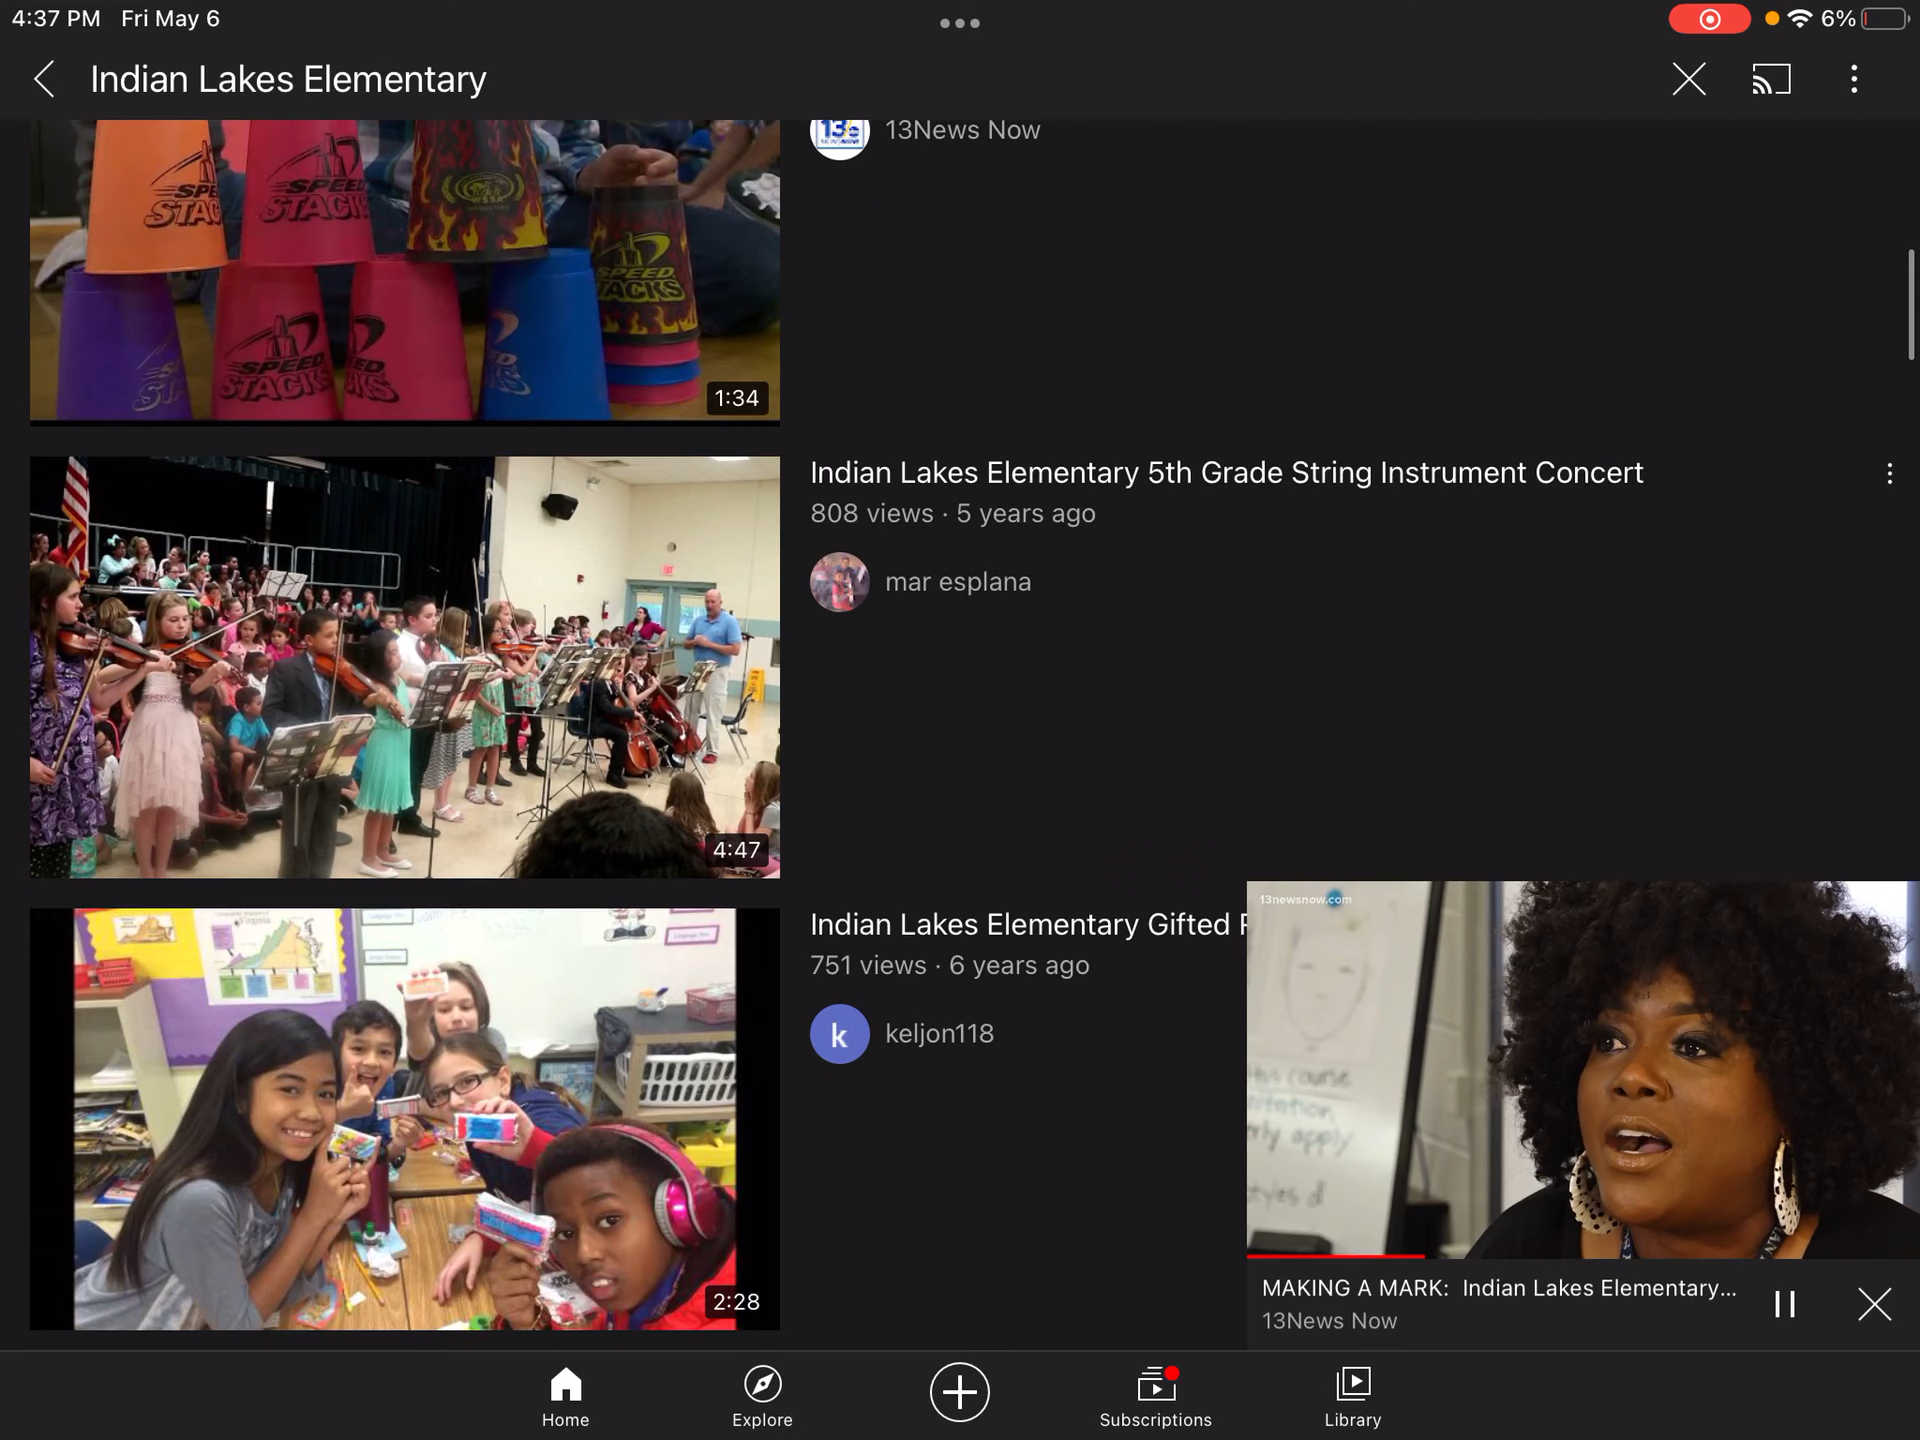 4:37 PM Fri May 6
6%
Indian Lakes Elementary
13News Now
SPEED
STACKS
SPEED
STACKS
SPEED
STACKS
1:34
Indian Lakes Elementary 5th Grade String Instrument Concert
808 views · 5 years ago
mar esplana
4:47
Indian Lakes Elementary Gifted
751 views · 6 years ago
k keljon118
2:28
13newsnow.com
MAKING A MARK: Indian Lakes Elementary...
13News Now
Home
Explore
Subscriptions
Library